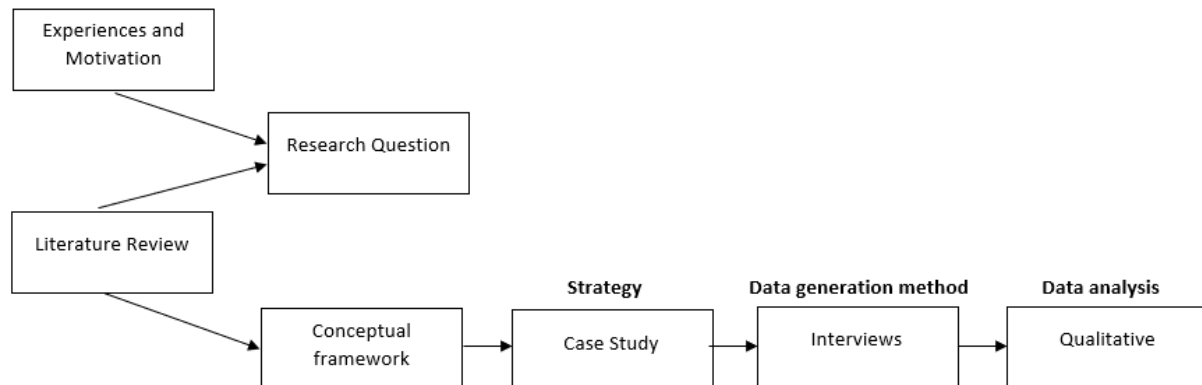 Experiences and
Motivation
Research Question
Literature Review
Strategy
Data generation method
Data analysis
Conceptual
framework
Case Study
Interviews
Qualitative